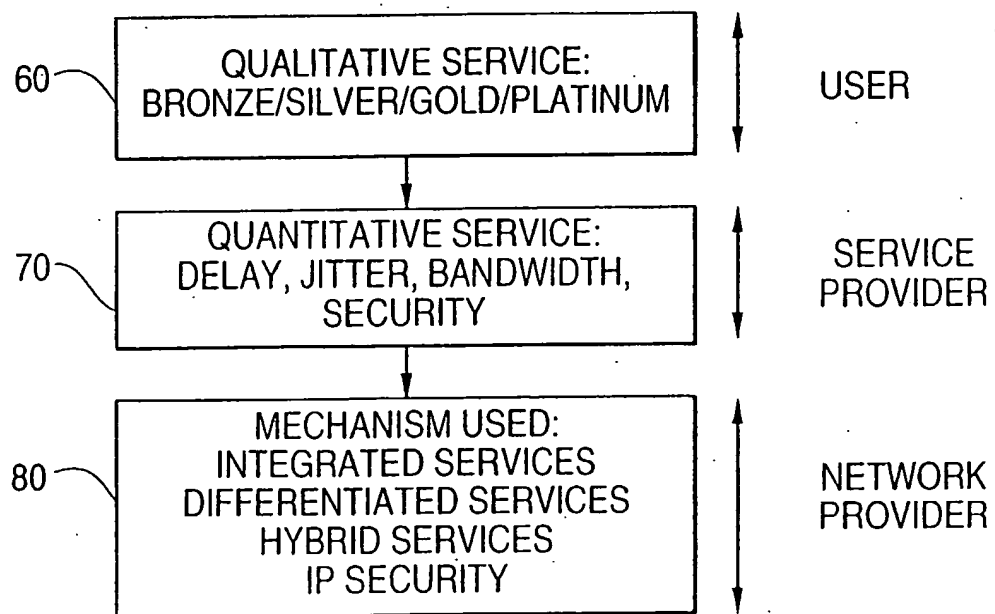 60
QUALITATIVE SERVICE:
BRONZE/SILVER/GOLD/PLATINUM
USER
70
QUANTITATIVE SERVICE:
DELAY, JITTER, BANDWIDTH,
SECURITY
SERVICE
PROVIDER
80
MECHANISM USED:
INTEGRATED SERVICES
DIFFERENTIATED SERVICES
HYBRID SERVICES
IP SECURITY
NETWORK
PROVIDER